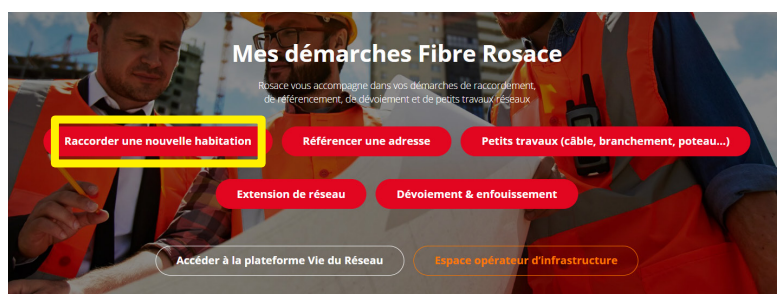 Mes démarches Fibre Rosace
Rosace vous accompagne dans vos démarches de raccordement,
de référencement, de dévoiement et de petits travaux réseaux
Raccorder une nouvelle habitation
Référencer une adresse
Petits travaux (câble, branchement, poteau...)
Extension de réseau
Dévoiement & enfouissement
Accéder à la plateforme Vie du Réseau
Espace opérateur d'infrastructure